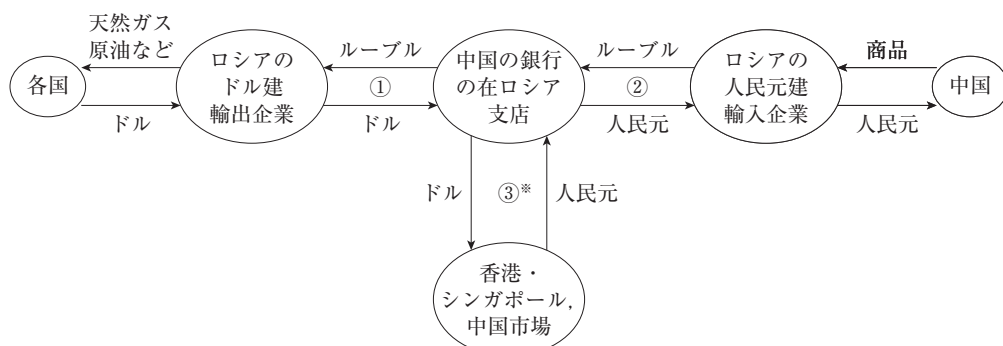 天然ガス
原油など
各国
ドル
ロシアの
ドル建
輸出企業
ルーブル
①
ドル
中国の銀行
の在ロシア
支店
ルーブル
②
人民元
ロシアの
人民元建
輸入企業
商品
人民元
中国
ドル
③※
人民元
香港・
シンガポール,
中国市場